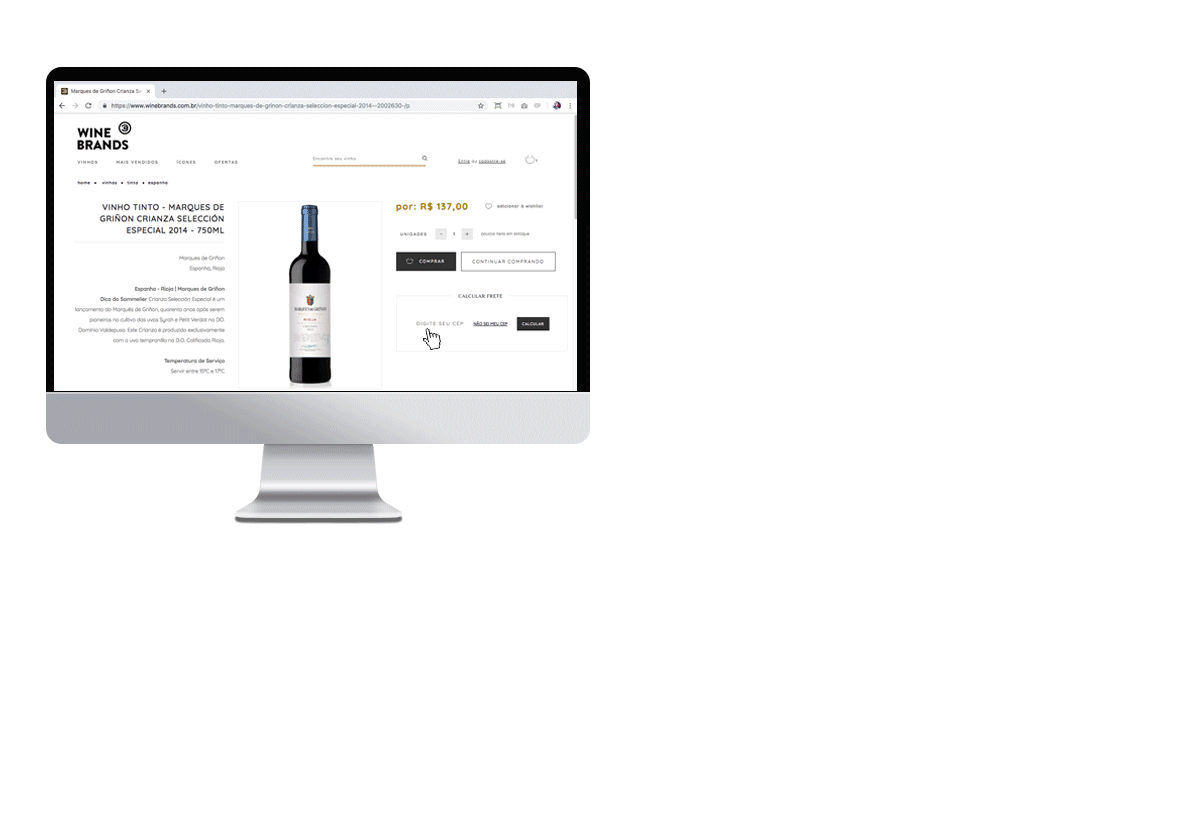 Marques de Griñon Crianza Se
https://www.winebrands.com.br/vinho-tinto-marques-de-grinon-crianza-seleccion-especial-2014--2002630-/p
WINE
BRANDS
VINHOS MAIS VENDIDOS ÍCONES OFERTAS
Encontre seu vinho
Entre ou cadastre-se
home vinhos tinto espanha
VINHO TINTO - MARQUES DE
GRIÑON CRIANZA SELECCIÓN
ESPECIAL 2014 - 750ML
Marques de Griñon
Espanha, Rioja
Espanha - Rioja | Marques de Griñon
Dica do Sommelier Crianza Selección Especial é um
lançamento do Marquês de Griñon, quarenta anos após serem
pioneiros no cultivo das uvas Syrah e Petit Verdot na D.O.
Domínio Valdepusa. Este Crianza é produzido exclusivamente
com a uva tempranillo na D.O. Calificada Rioja.
Temperatura de Serviço
Servir entre 15ºC e 17ºC
MARQUES DE GRIÑON
RIOJA
por: R$ 137,00
adicionar à wishlist
UNIDADES - 1 + poucos itens em estoque
COMPRAR CONTINUAR COMPRANDO
CALCULAR FRETE
DIGITE SEU CEP NÃO SEI MEU CEP CALCULAR